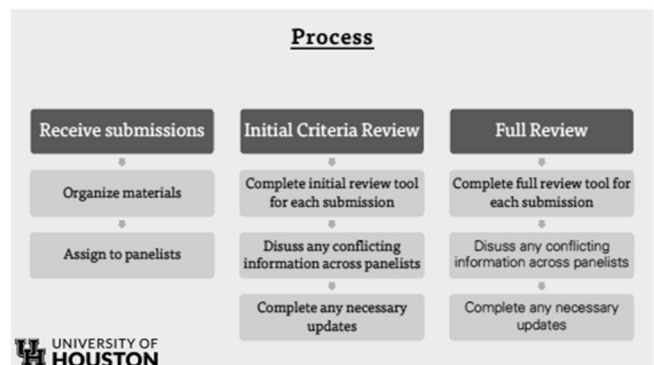 Process
Receive submissions
Organize materials
Assign to panelists
Initial Criteria Review
Complete initial review tool
for each submission
Disuss any conflicting
information across panelists
Complete any necessary
updates
Full Review
Complete full review tool for
each submission
Disuss any conflicting
information across panelists
Complete any necessary
updates
UH
UNIVERSITY OF
HOUSTON